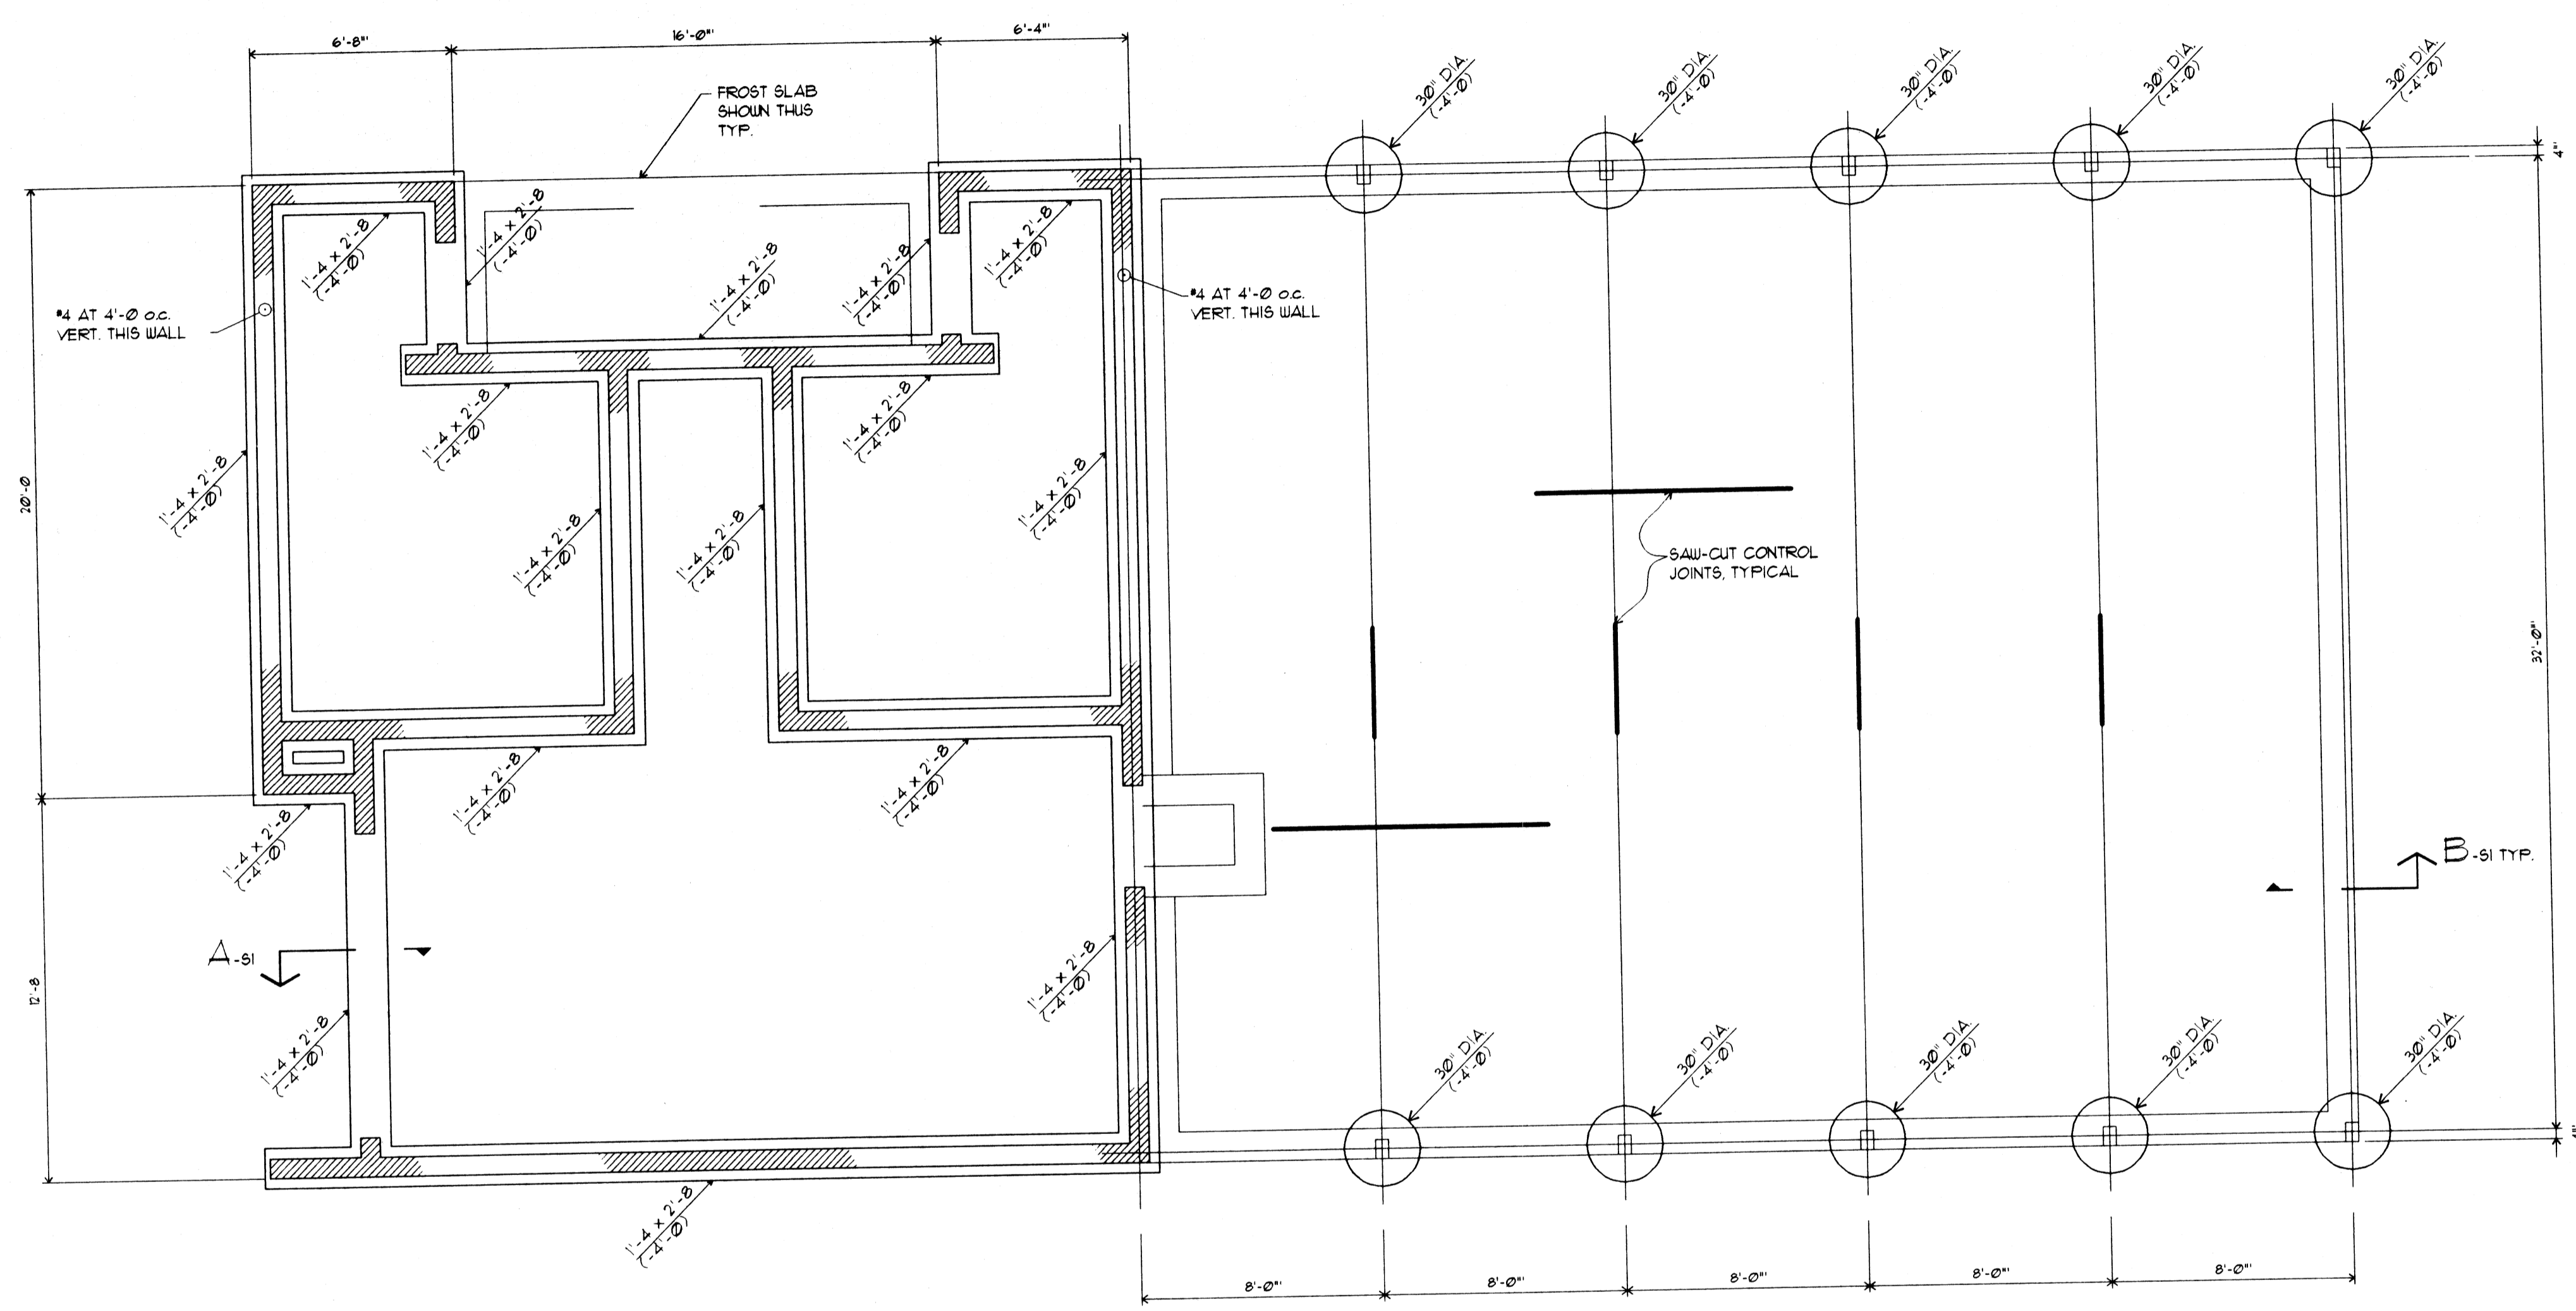 6'-8"
16'-0"
6'-4"
FROST SLAB
SHOWN THUS
TYP.
30" DIA.
(-4'-0)
30" DIA.
(-4'-0)
30" DIA.
(-4'-0)
30" DIA.
(-4'-0)
30" DIA.
(-4'-0)
4"
1'-4 x 2'-8
(-4'-0)
1'-4 x 2'-8
(-4'-0)
1'-4 x 2'-8
(-4'-0)
1'-4 x 2'-8
(-4'-0)
1'-4 x 2'-8
(-4'-0)
#4 AT 4'-0 o.c.
VERT. THIS WALL
#4 AT 4'-0 o.c.
VERT. THIS WALL
1'-4 x 2'-8
(-4'-0)
1'-4 x 2'-8
(-4'-0)
1'-4 x 2'-8
(-4'-0)
1'-4 x 2'-8
(-4'-0)
20'-0
1'-4 x 2'-8
(-4'-0)
1'-4 x 2'-8
(-4'-0)
SAW-CUT CONTROL
JOINTS, TYPICAL
32'-0"
1'-4 x 2'-8
(-4'-0)
1'-4 x 2'-8
(-4'-0)
1'-4 x 2'-8
(-4'-0)
B-S1 TYP.
A-S1
12'-8
1'-4 x 2'-8
(-4'-0)
1'-4 x 2'-8
(-4'-0)
30" DIA.
(-4'-0)
30" DIA.
(-4'-0)
30" DIA.
(-4'-0)
30" DIA.
(-4'-0)
30" DIA.
(-4'-0)
4"
1'-4 x 2'-8
(-4'-0)
8'-0"
8'-0"
8'-0"
8'-0"
8'-0"